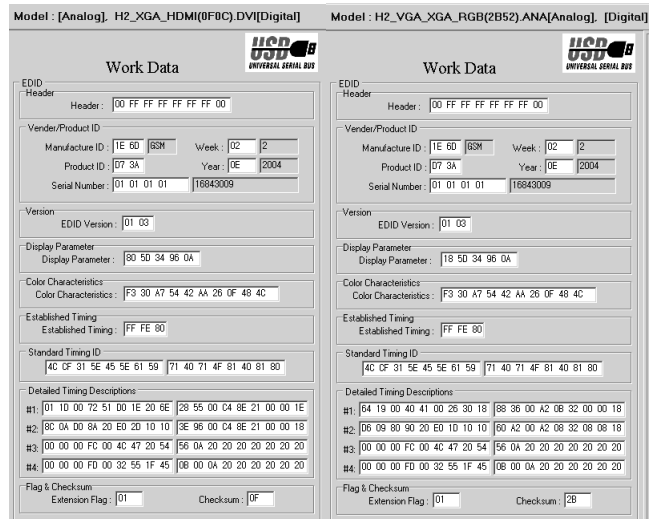 Model : [Analog], H2_XGA_HDMI(0F0C).DVI[Digital]
USB
UNIVERSAL SERIAL BUS
Work Data
EDID
Header
Header : 00 FF FF FF FF FF FF 00
Vender/Product ID
Manufacture ID : 1E 6D GSM Week : 02 2
Product ID : D7 3A Year : 0E 2004
Serial Number : 01 01 01 01 16843009
Version
EDID Version : 01 03
Display Parameter
Display Parameter : 80 5D 34 96 0A
Color Characteristics
Color Characteristics : F3 30 A7 54 42 AA 26 0F 48 4C
Established Timing
Established Timing : FF FE 80
Standard Timing ID
4C CF 31 5E 45 5E 61 59 71 40 71 4F 81 40 81 80
Detailed Timing Descriptions
#1: 01 1D 00 72 51 D0 1E 20 6E 28 55 00 C4 8E 21 00 00 1E
#2: 8C 0A D0 8A 20 E0 2D 10 10 3E 96 00 C4 8E 21 00 00 18
#3: 00 00 00 FC 00 4C 47 20 54 56 0A 20 20 20 20 20 20 20
#4: 00 00 00 FD 00 32 55 1F 45 0B 00 0A 20 20 20 20 20 20
Flag & Checksum
Extension Flag : 01 Checksum : 0F
Model : H2_VGA_XGA_RGB(2B52).ANA[Analog], [Digital]
USB
UNIVERSAL SERIAL BUS
Work Data
EDID
Header
Header : 00 FF FF FF FF FF FF 00
Vender/Product ID
Manufacture ID : 1E 6D GSM Week : 02 2
Product ID : D7 3A Year : 0E 2004
Serial Number : 01 01 01 01 16843009
Version
EDID Version : 01 03
Display Parameter
Display Parameter : 18 5D 34 96 0A
Color Characteristics
Color Characteristics : F3 30 A7 54 42 AA 26 0F 48 4C
Established Timing
Established Timing : FF FE 80
Standard Timing ID
4C CF 31 5E 45 5E 61 59 71 40 71 4F 81 40 81 80
Detailed Timing Descriptions
#1: 64 19 00 40 41 00 26 30 18 88 36 00 A2 0B 32 00 00 18
#2: D6 09 80 90 20 E0 1D 10 10 60 A2 00 A2 08 32 08 08 18
#3: 00 00 00 FC 00 4C 47 20 54 56 0A 20 20 20 20 20 20 20
#4: 00 00 00 FD 00 32 55 1F 45 0B 00 0A 20 20 20 20 20 20
Flag & Checksum
Extension Flag : 01 Checksum : 2B